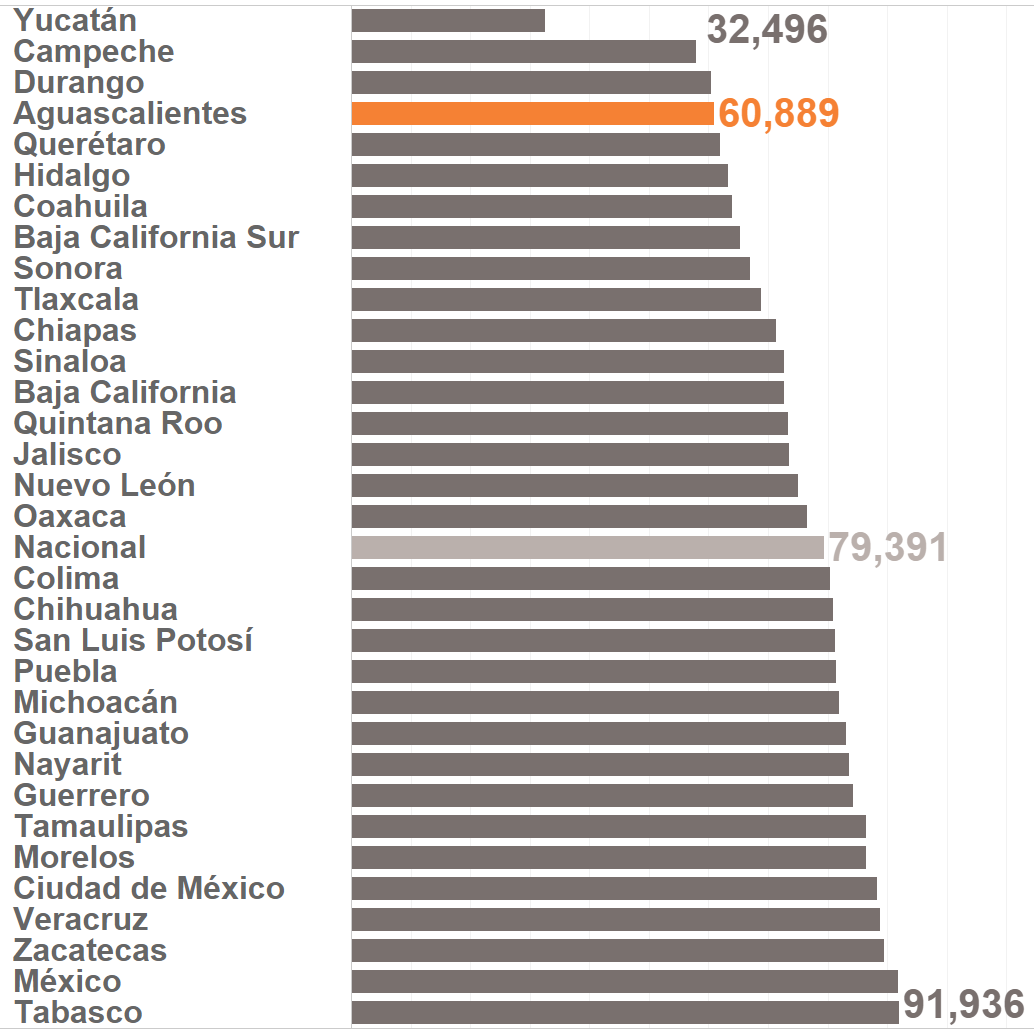 Yucatán 32,496
Campeche
Durango
Aguascalientes 60,889
Querétaro
Hidalgo
Coahuila
Baja California Sur
Sonora
Tlaxcala
Chiapas
Sinaloa
Baja California
Quintana Roo
Jalisco
Nuevo León
Oaxaca
Nacional 79,391
Colima
Chihuahua
San Luis Potosí
Puebla
Michoacán
Guanajuato
Nayarit
Guerrero
Tamaulipas
Morelos
Ciudad de México
Veracruz
Zacatecas
México
Tabasco 91,936